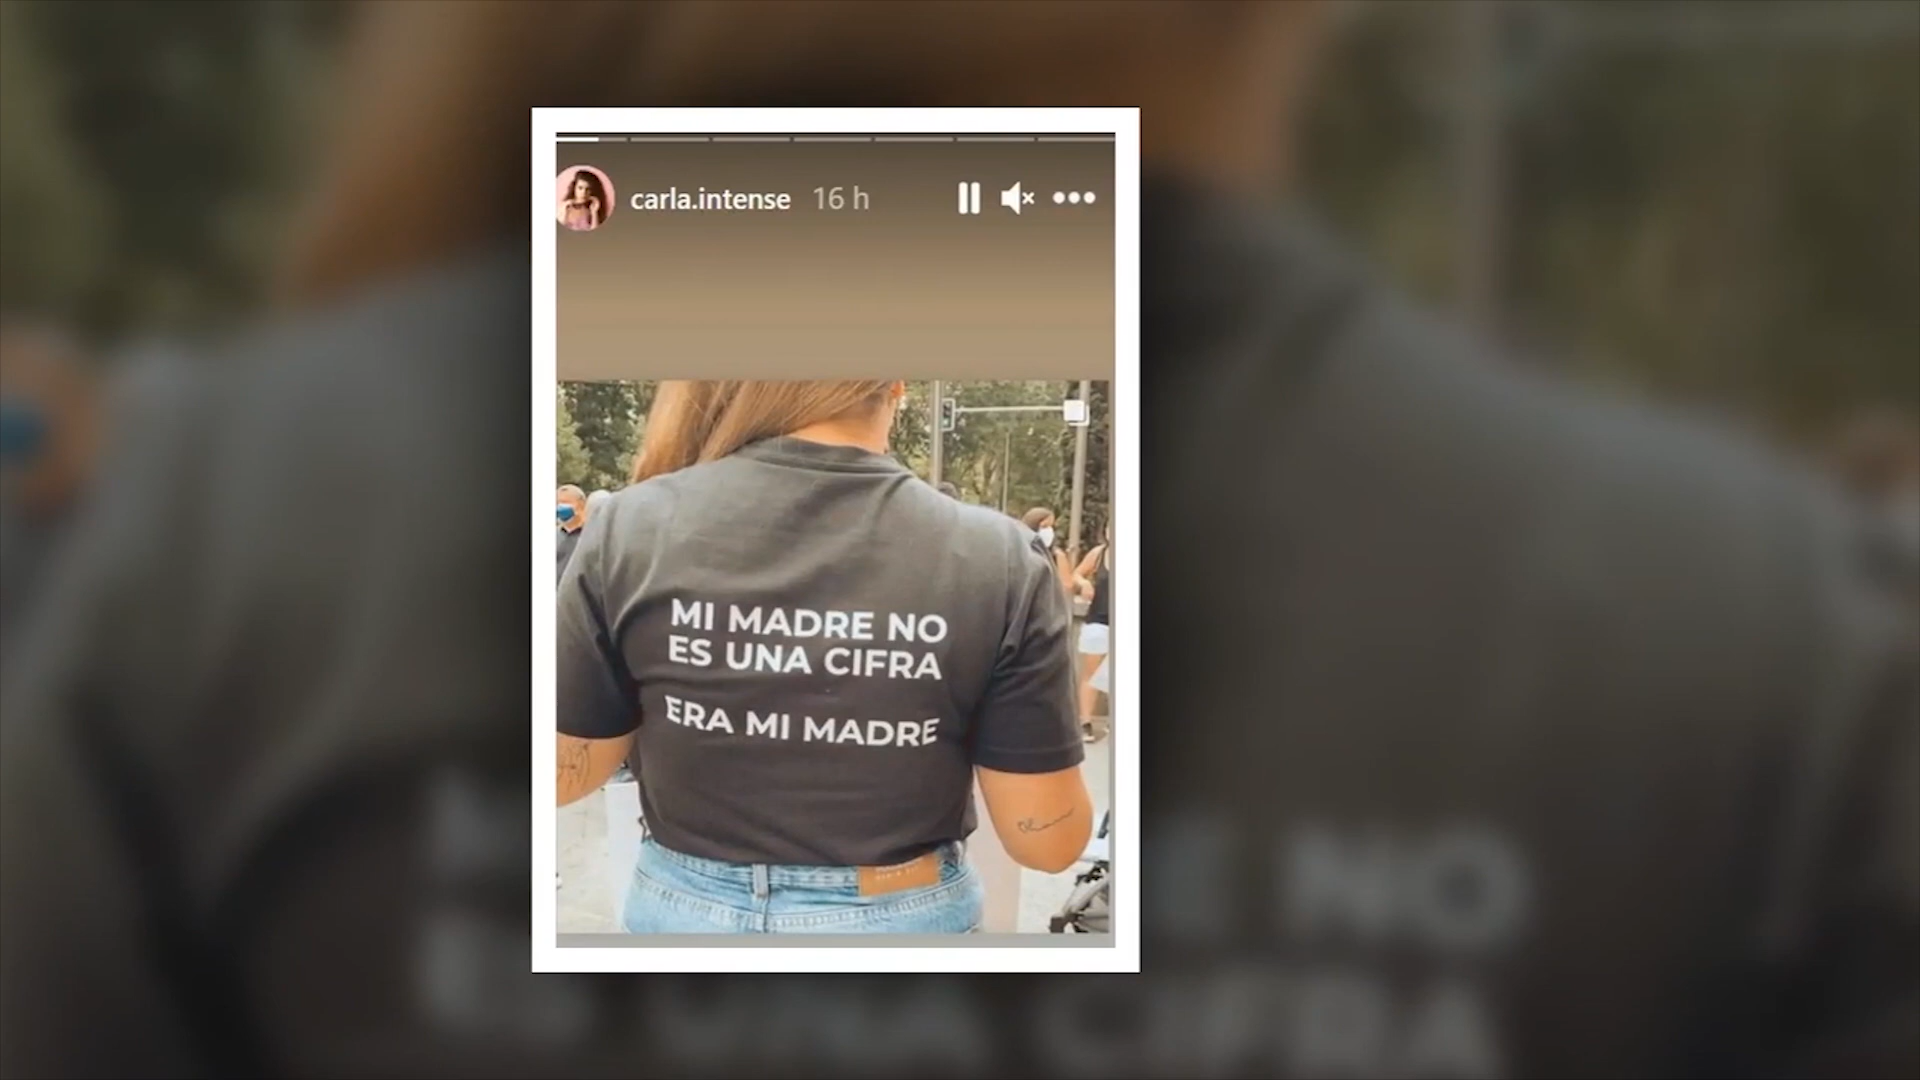 carla.intense 16 h
MI MADRE NO
ES UNA CIFRA
ERA MI MADRE